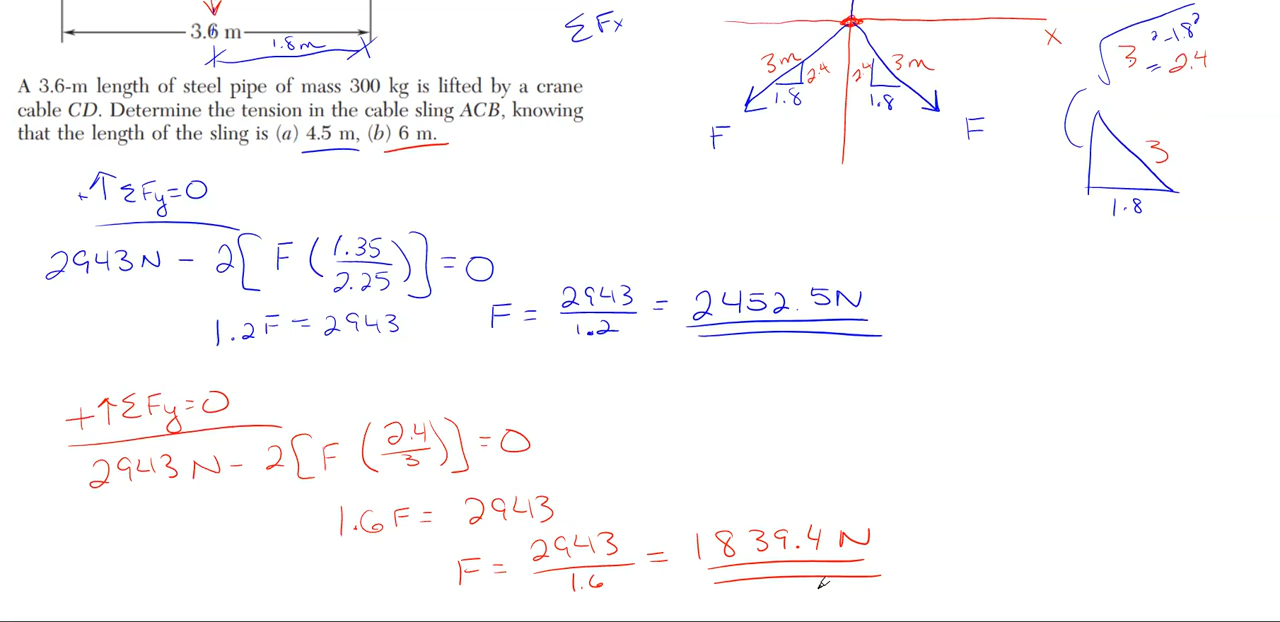 3.6 m
1.8m
ΣFx
A 3.6-m length of steel pipe of mass 300 kg is lifted by a crane
cable CD. Determine the tension in the cable sling ACB, knowing
that the length of the sling is (a) 4.5 m, (b) 6 m.
x
3m 2.4 2.4 3m
1.8 1.8
F F
√3²-1.8²
= 2.4
3
1.8
+↑ΣFy=0
2943N - 2[F(1.35/2.25)] = 0
1.2F = 2943 F = 2943/1.2 = 2452.5N
+↑ΣFy=0
2943N - 2[F(2.4/3)] = 0
1.6F = 2943
F = 2943/1.6 = 1839.4 N